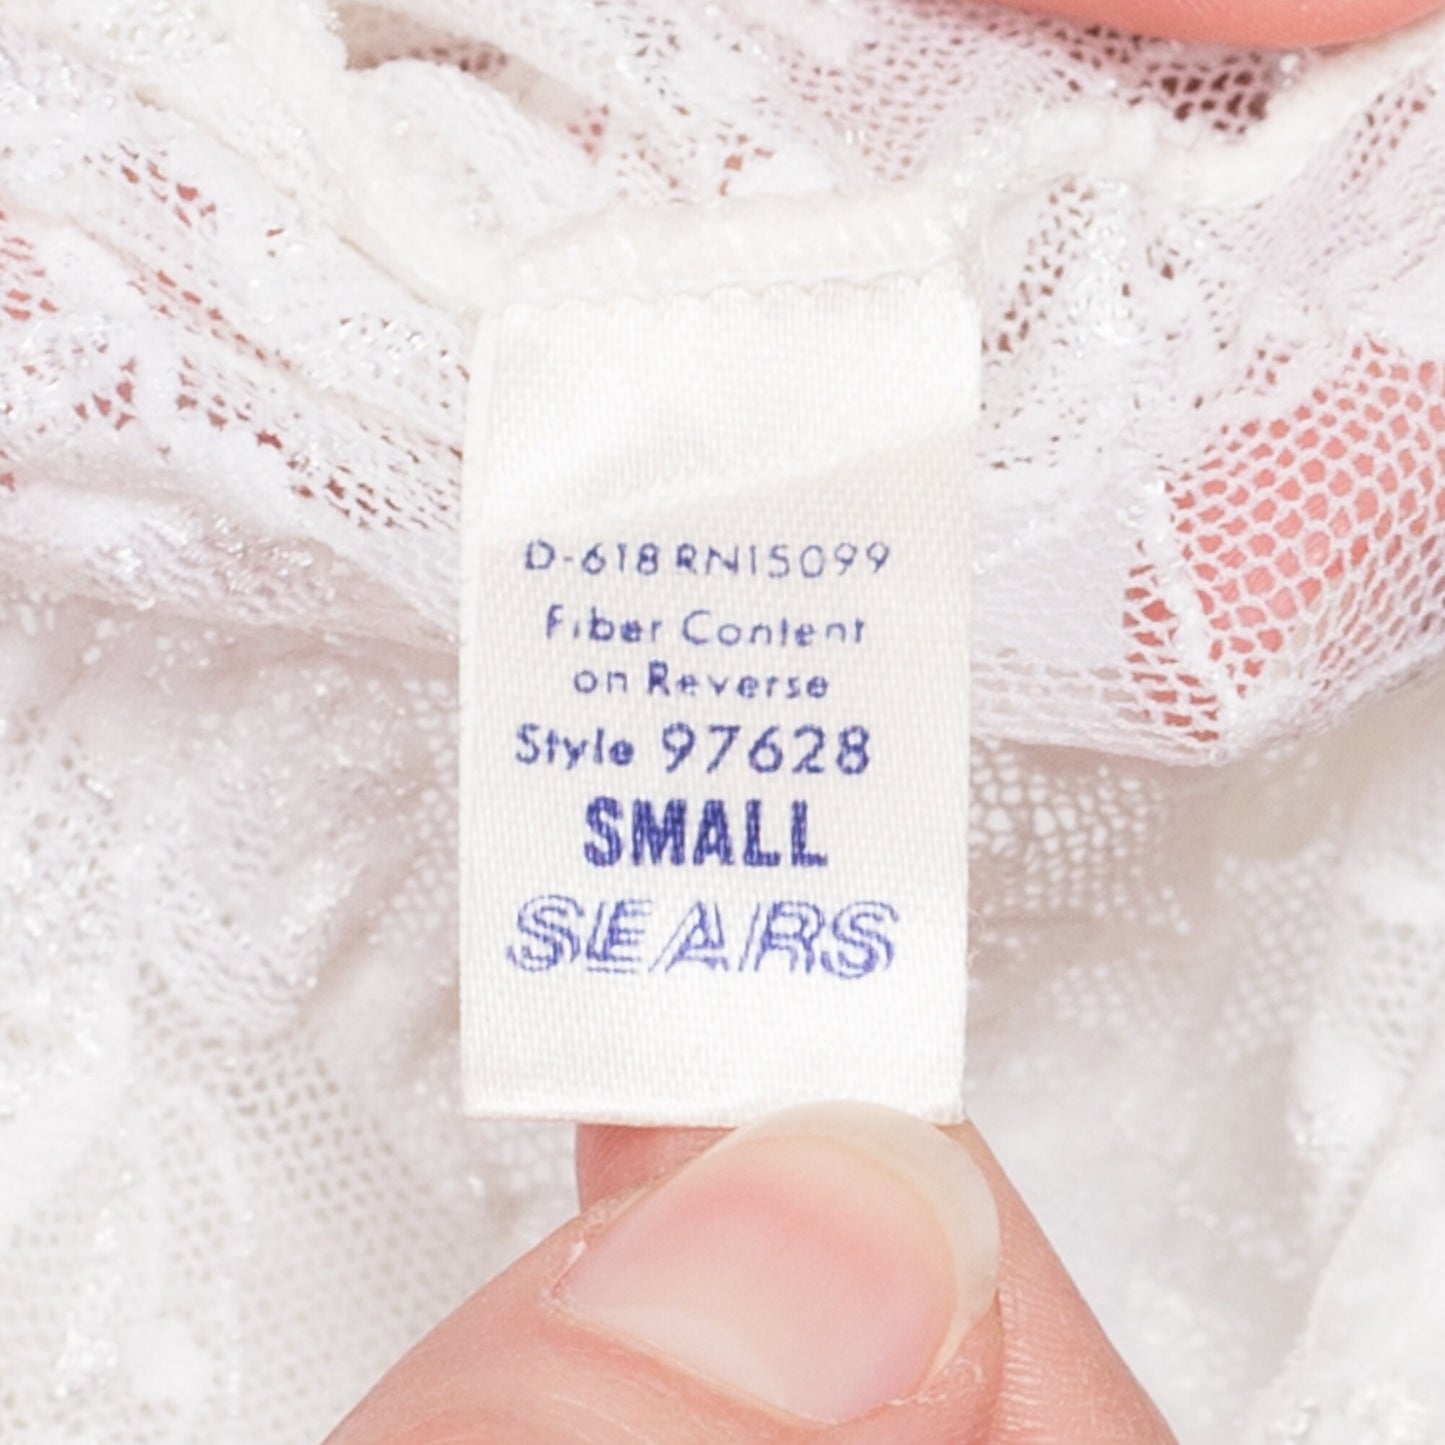 D-618 RN15099
Fiber Content
on Reverse
Style 97628
SMALL
SEARS